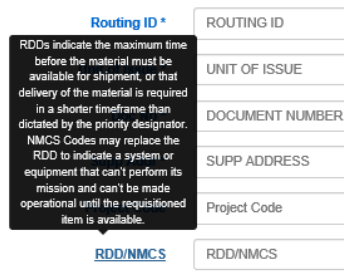 Routing ID *
ROUTING ID
RDDs indicate the maximum time
before the material must be
available for shipment, or that
delivery of the material is required
in a shorter timeframe than
dictated by the priority designator.
NMCS Codes may replace the
RDD to indicate a system or
equipment that can't perform its
mission and can't be made
operational until the requisitioned
item is available.
UNIT OF ISSUE
DOCUMENT NUMBER
SUPP ADDRESS
Project Code
RDD/NMCS
RDD/NMCS